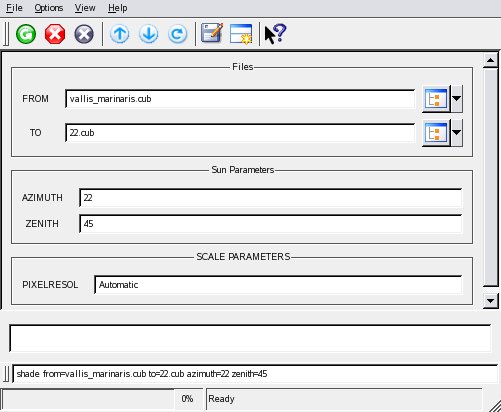 File Options View Help
Files
FROM vallis_marinaris.cub
TO 22.cub
Sun Parameters
AZIMUTH 22
ZENITH 45
SCALE PARAMETERS
PIXELRESOL Automatic
shade from=vallis_marinaris.cub to=22.cub azimuth=22 zenith=45
0% Ready